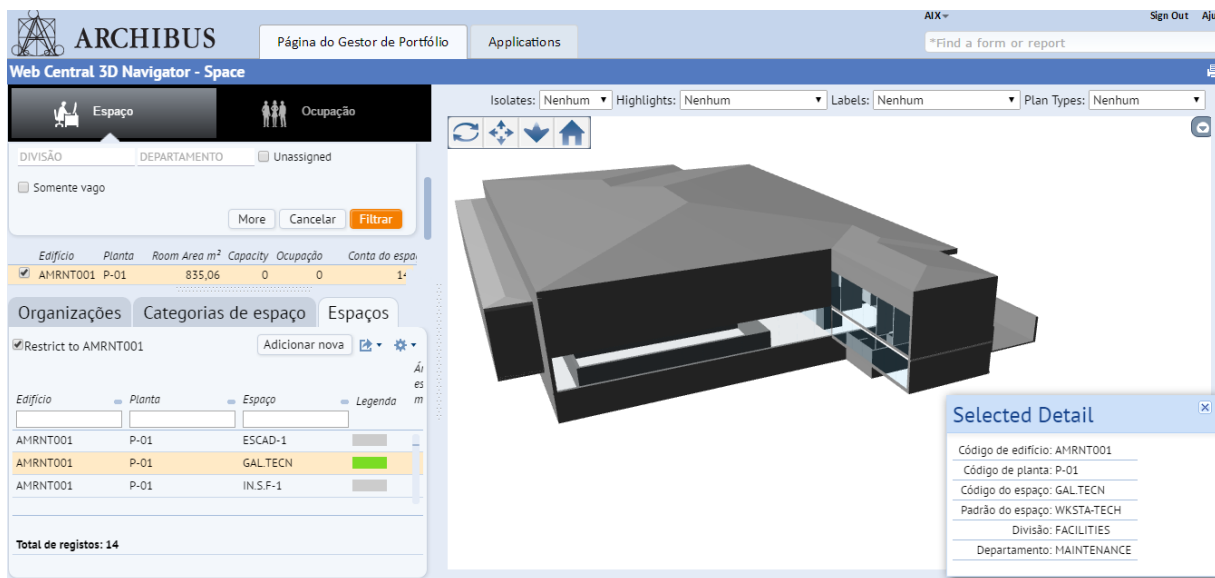 AIX
Sign Out
ARCHIBUS
Página do Gestor de Portfólio
Applications
*Find a form or report
Web Central 3D Navigator - Space
Espaço
Ocupação
Isolates: Nenhum Highlights: Nenhum Labels: Nenhum Plan Types: Nenhum
DIVISÃO DEPARTAMENTO Unassigned
Somente vago
More Cancelar Filtrar
Edifício Planta Room Area m² Capacity Ocupação Conta do
AMRNT001 P-01 835,06 0 0
Organizações Categorias de espaço Espaços
Restrict to AMRNT001 Adicionar nova
Edifício Planta Espaço Legenda
AMRNT001 P-01 ESCAD-1
AMRNT001 P-01 GAL.TECN
AMRNT001 P-01 IN.S.F-1
Total de registos: 14
Selected Detail
Código de edifício: AMRNT001
Código de planta: P-01
Código do espaço: GAL.TECN
Padrão do espaço: WKSTA-TECH
Divisão: FACILITIES
Departamento: MAINTENANCE